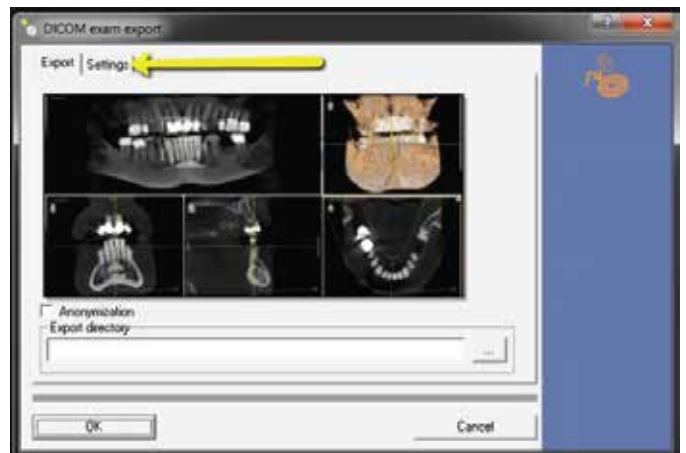 DICOM exam export
Export Settings
Anonymization
Export directory
...
OK Cancel